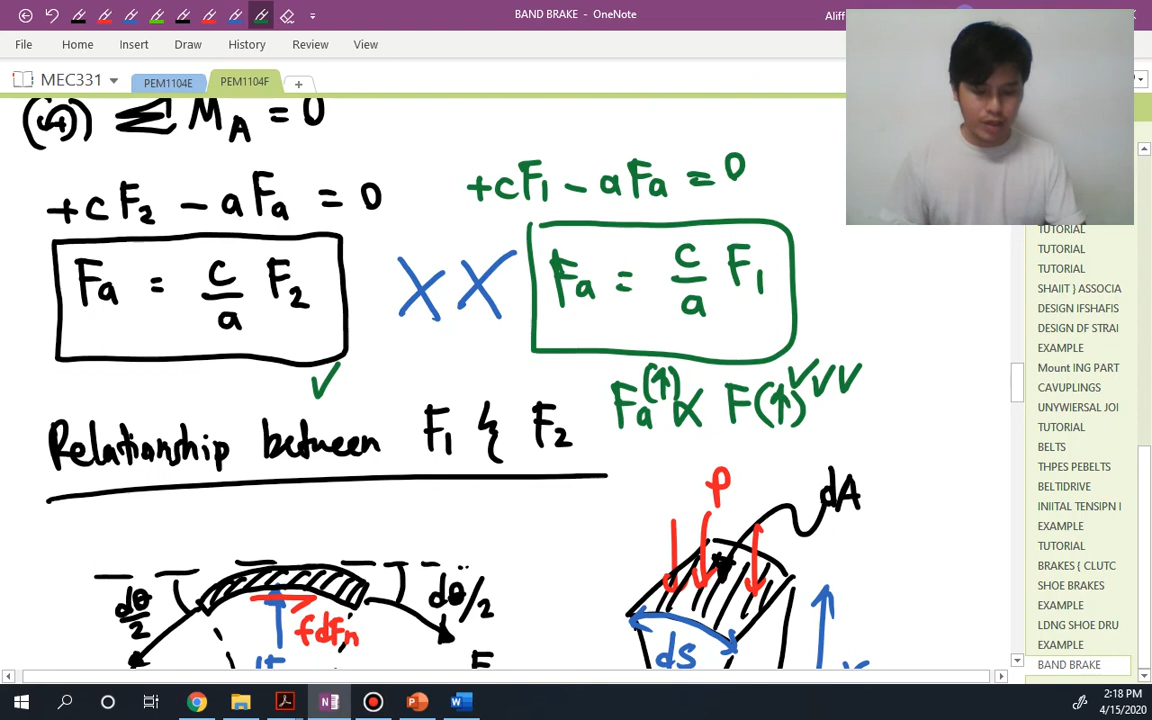 BAND BRAKE - OneNote
Aliff
File Home Insert Draw History Review View
MEC331 PEM1104E PEM1104F +
(4) Σ M_A = 0
+cF₂ - aFa = 0
Fa = c/a F₂
✓
XX
+cF₁ - aFa = 0
Fa = c/a F₁
Fa(↑) ∝ F(↑) ✓✓✓
Relationship between F₁ & F₂
P
dA
dθ/2
dθ/2
fdFn
ds
TUTORIAL
TUTORIAL
TUTORIAL
SHAIIT } ASSOCIA
DESIGN IFSHAFIS
DESIGN DF STRAI
EXAMPLE
Mount ING PART
CAVUPLINGS
UNYWIERSAL JOI
TUTORIAL
BELTS
THPES PEBELTS
BELTIDRIVE
INIITAL TENSIPN I
EXAMPLE
TUTORIAL
BRAKES { CLUTC
SHOE BRAKES
EXAMPLE
LDNG SHOE DRU
EXAMPLE
BAND BRAKE
2:18 PM
4/15/2020